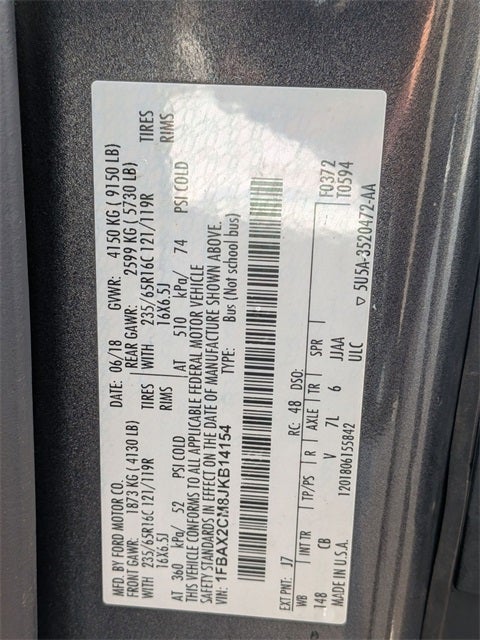 MFD. BY FORD MOTOR CO.
DATE: 06/18 GVWR: 4150 KG ( 9150 LB)
FRONT GAWR: 1873 KG ( 4130 LB) REAR GAWR: 2599 KG ( 5730 LB)
WITH 235/65R16C 121/119R TIRES WITH 235/65R16C 121/119R TIRES
16X6.5J RIMS 16X6.5J RIMS
AT 360 kPa/ 52 PSI COLD AT 510 kPa/ 74 PSI COLD
THIS VEHICLE CONFORMS TO ALL APPLICABLE FEDERAL MOTOR VEHICLE
SAFETY STANDARDS IN EFFECT ON THE DATE OF MANUFACTURE SHOWN ABOVE.
VIN: 1FBAX2CM8JKB14154 TYPE: Bus (Not school bus)
EXT PNT: J7 RC: 48 DSO: F0372
T0594
WB INT TR TP/PS R AXLE TR SPR
148 CB V 7L 6 JJAA
ULC
MADE IN U.S.A. 1201806155842 ▽ 5U5A-3520472-AA